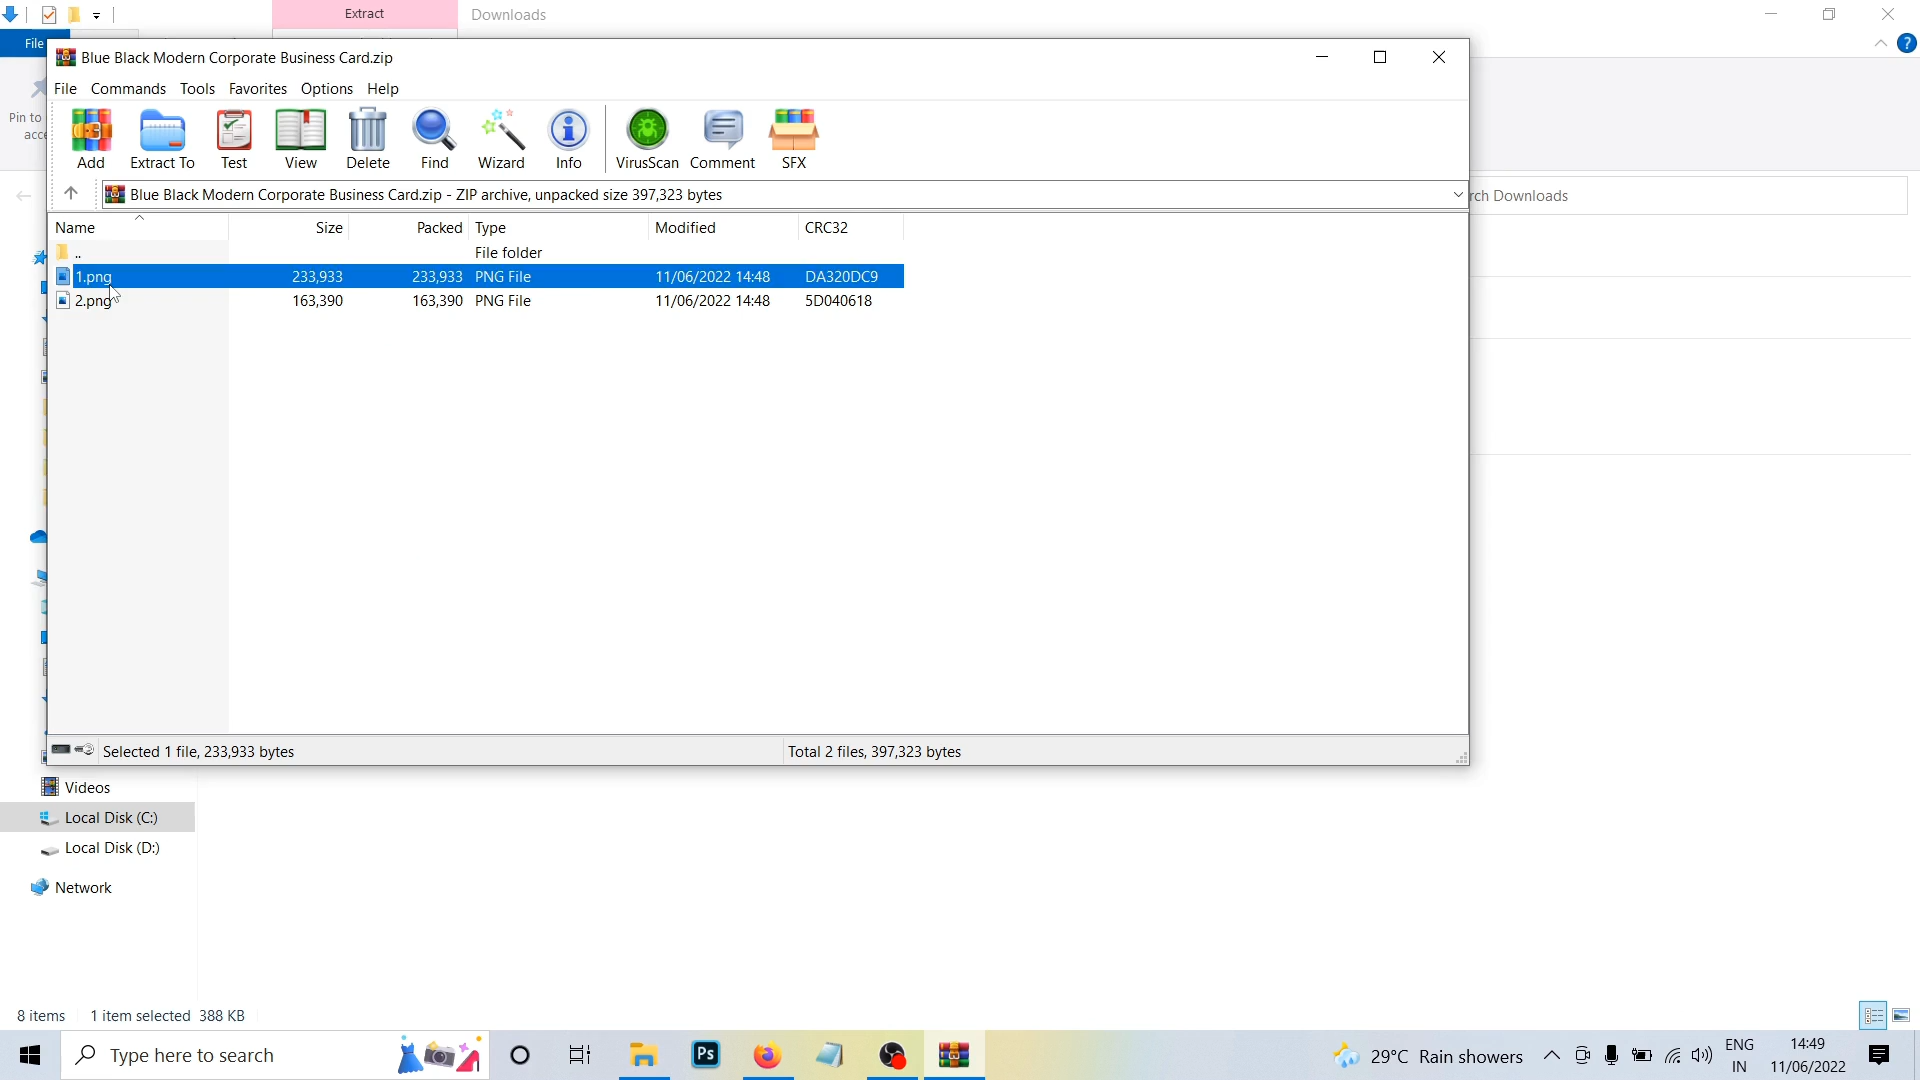 Extract
Downloads
File
Blue Black Modern Corporate Business Card.zip
File Commands Tools Favorites Options Help
Pin to
acce
Add Extract To Test View Delete Find Wizard Info VirusScan Comment SFX
Blue Black Modern Corporate Business Card.zip - ZIP archive, unpacked size 397,323 bytes
rch Downloads
Name Size Packed Type Modified CRC32
.. File folder
1.png 233,933 233,933 PNG File 11/06/2022 14:48 DA320DC9
2.png 163,390 163,390 PNG File 11/06/2022 14:48 5D040618
Selected 1 file, 233,933 bytes
Total 2 files, 397,323 bytes
Videos
Local Disk (C:)
Local Disk (D:)
Network
8 items 1 item selected 388 KB
Type here to search
Ps
29°C Rain showers
ENG
IN
14:49
11/06/2022